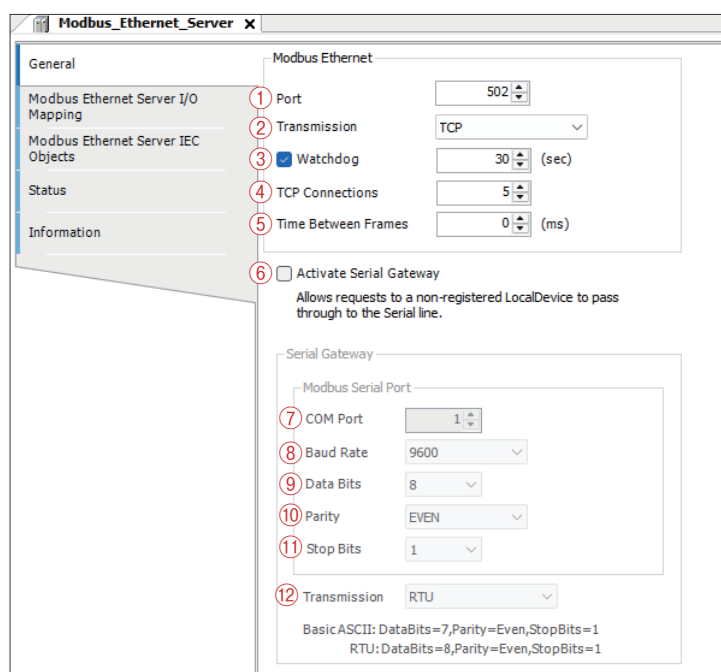 Modbus_Ethernet_Server x
General
Modbus Ethernet Server I/O
Mapping
Modbus Ethernet Server IEC
Objects
Status
Information
Modbus Ethernet
① Port 502
② Transmission TCP
③ Watchdog 30 (sec)
④ TCP Connections 5
⑤ Time Between Frames 0 (ms)
⑥ Activate Serial Gateway
Allows requests to a non-registered LocalDevice to pass
through to the Serial line.
Serial Gateway
Modbus Serial Port
⑦ COM Port 1
⑧ Baud Rate 9600
⑨ Data Bits 8
⑩ Parity EVEN
⑪ Stop Bits 1
⑫ Transmission RTU
Basic ASCII: DataBits=7,Parity=Even,StopBits=1
RTU: DataBits=8,Parity=Even,StopBits=1